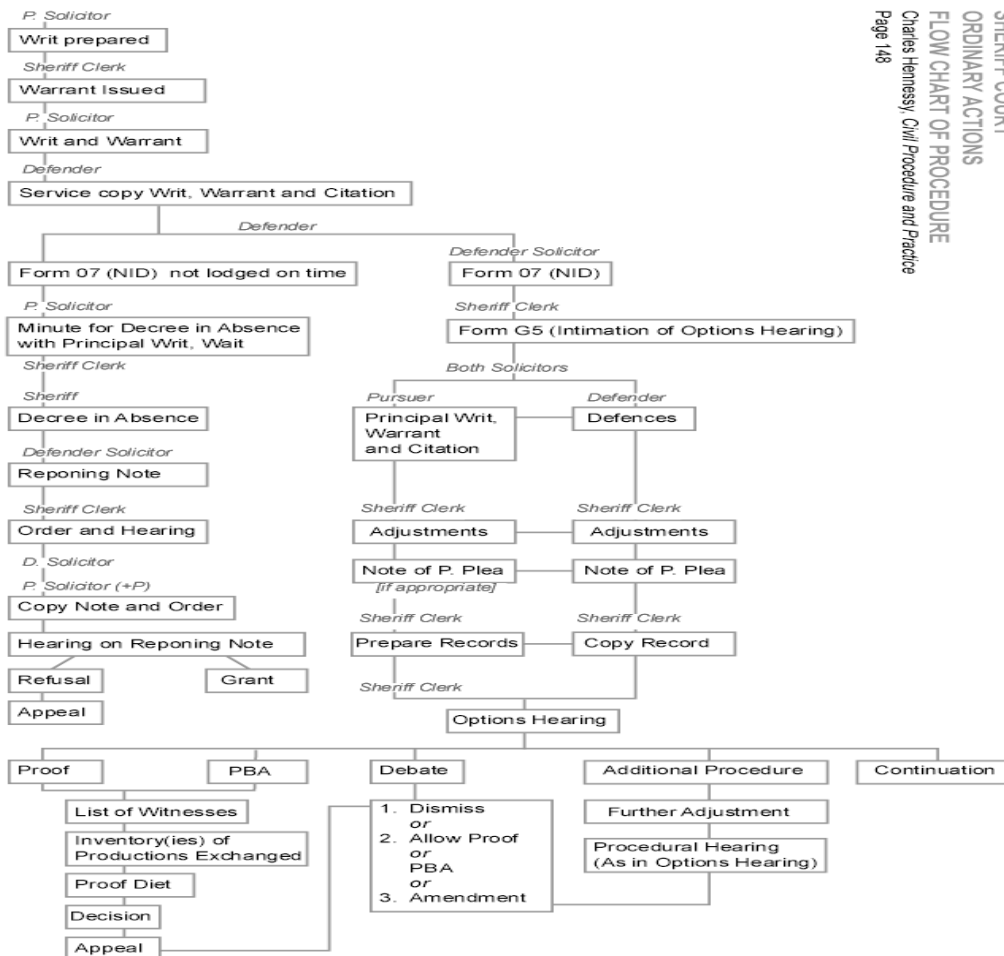 SHERIFF COURT
ORDINARY ACTIONS
FLOW CHART OF PROCEDURE
Charles Hennessy, Civil Procedure and Practice
Page 148
P. Solicitor
Writ prepared
Sheriff Clerk
Warrant Issued
P. Solicitor
Writ and Warrant
Defender
Service copy Writ, Warrant and Citation
Defender
Form 07 (NID) not lodged on time
P. Solicitor
Minute for Decree in Absence
with Principal Writ, Wait
Sheriff Clerk
Sheriff
Decree in Absence
Defender Solicitor
Reponing Note
Sheriff Clerk
Order and Hearing
D. Solicitor
P. Solicitor (+P)
Copy Note and Order
Hearing on Reponing Note
Refusal
Grant
Appeal
Defender Solicitor
Form 07 (NID)
Sheriff Clerk
Form G5 (Intimation of Options Hearing)
Both Solicitors
Pursuer
Defender
Principal Writ,
Warrant
and Citation
Defences
Sheriff Clerk
Sheriff Clerk
Adjustments
Adjustments
Note of P. Plea
Note of P. Plea
[if appropriate]
Sheriff Clerk
Sheriff Clerk
Prepare Records
Copy Record
Sheriff Clerk
Options Hearing
Proof
PBA
Debate
Additional Procedure
Continuation
List of Witnesses
Inventory(ies) of
Productions Exchanged
Proof Diet
Decision
Appeal
1. Dismiss
or
2. Allow Proof
or
PBA
or
3. Amendment
Further Adjustment
Procedural Hearing
(As in Options Hearing)